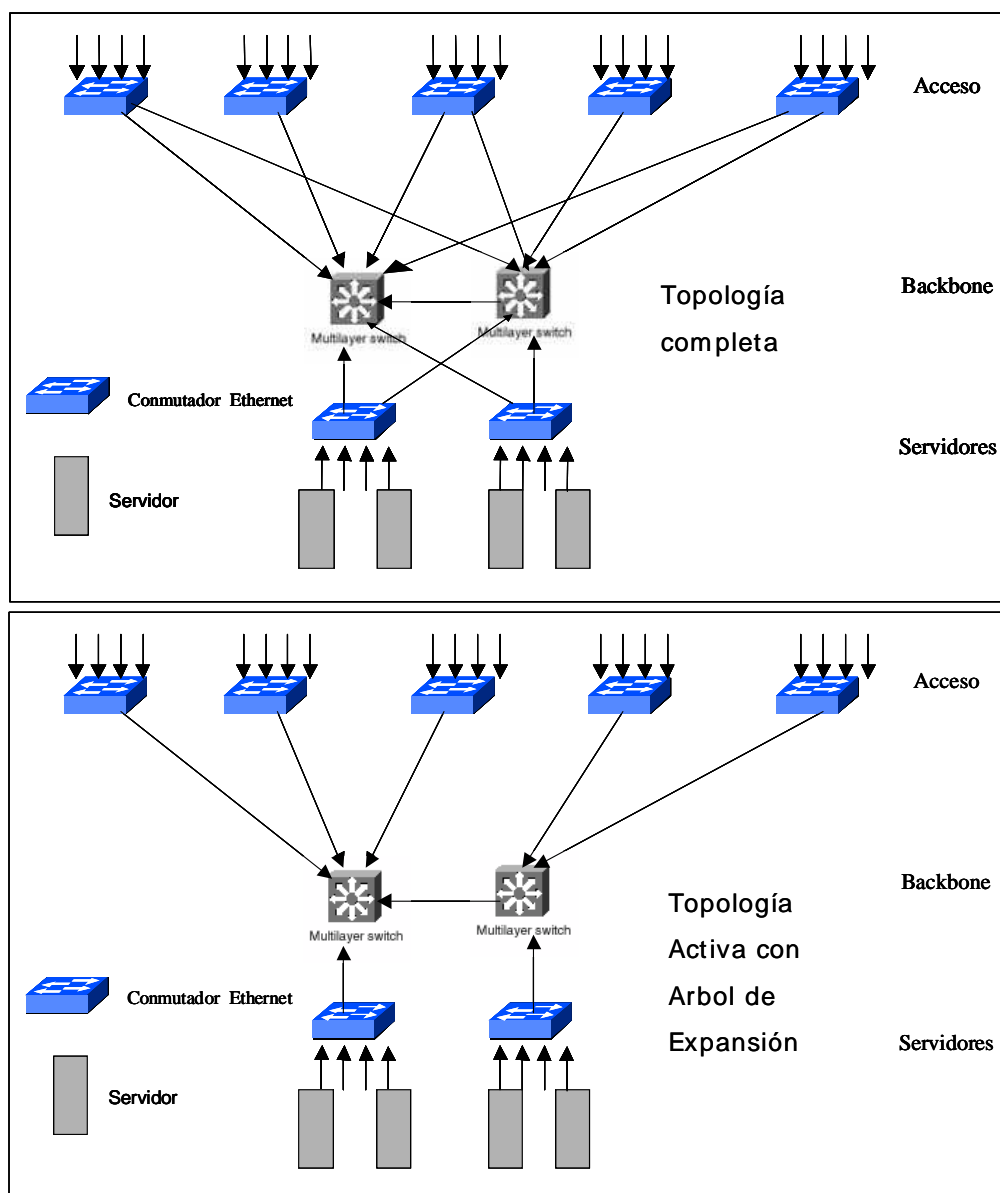 Acceso
Backbone
Topología
completa
Multilayer switch
Multilayer switch
Conmutador Ethernet
Servidores
Servidor
Acceso
Backbone
Topología
Activa con
Arbol de
Expansión
Multilayer switch
Multilayer switch
Conmutador Ethernet
Servidores
Servidor